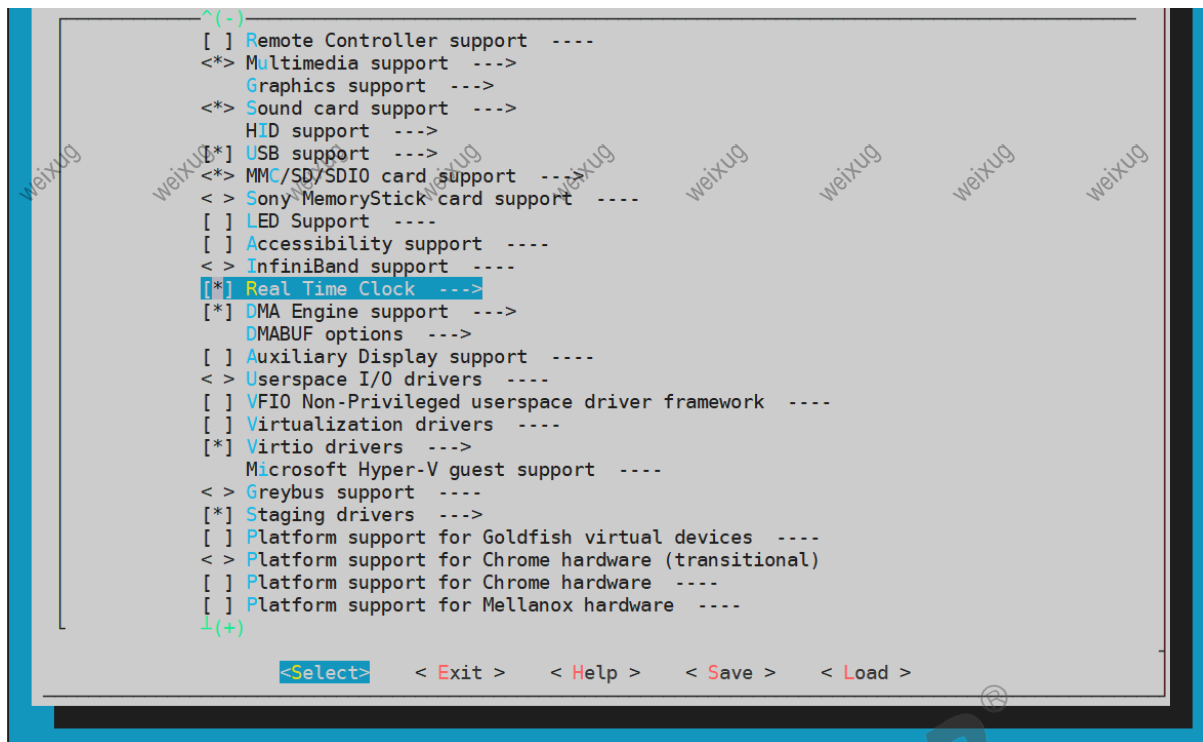 ^(-)
[ ] Remote Controller support  ----
<*> Multimedia support  --->
    Graphics support  --->
<*> Sound card support  --->
    HID support  --->
[*] USB support  --->
<*> MMC/SD/SDIO card support  --->
< > Sony MemoryStick card support  ----
[ ] LED Support  ----
[ ] Accessibility support  ----
< > InfiniBand support  ----
[*] Real Time Clock  --->
[*] DMA Engine support  --->
    DMABUF options  --->
[ ] Auxiliary Display support  ----
< > Userspace I/O drivers  ----
[ ] VFIO Non-Privileged userspace driver framework  ----
[ ] Virtualization drivers  ----
[*] Virtio drivers  --->
    Microsoft Hyper-V guest support  ----
< > Greybus support  ----
[*] Staging drivers  --->
[ ] Platform support for Goldfish virtual devices  ----
< > Platform support for Chrome hardware (transitional)
[ ] Platform support for Chrome hardware  ----
[ ] Platform support for Mellanox hardware  ----
┴(+)
<Select>    < Exit >    < Help >    < Save >    < Load >
weixug weixug weixug weixug weixug weixug weixug weixug weixug
®